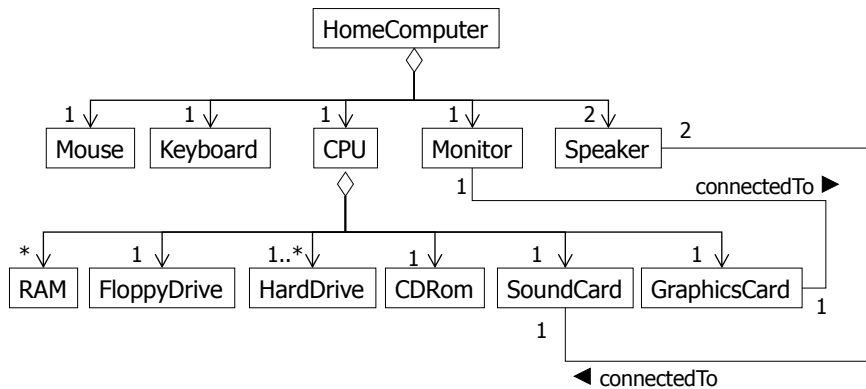 HomeComputer
1 1 1 1 2
Mouse Keyboard CPU Monitor Speaker 2
1 connectedTo ►
* 1 1..* 1 1 1
RAM FloppyDrive HardDrive CDRom SoundCard GraphicsCard
1 1
◄ connectedTo